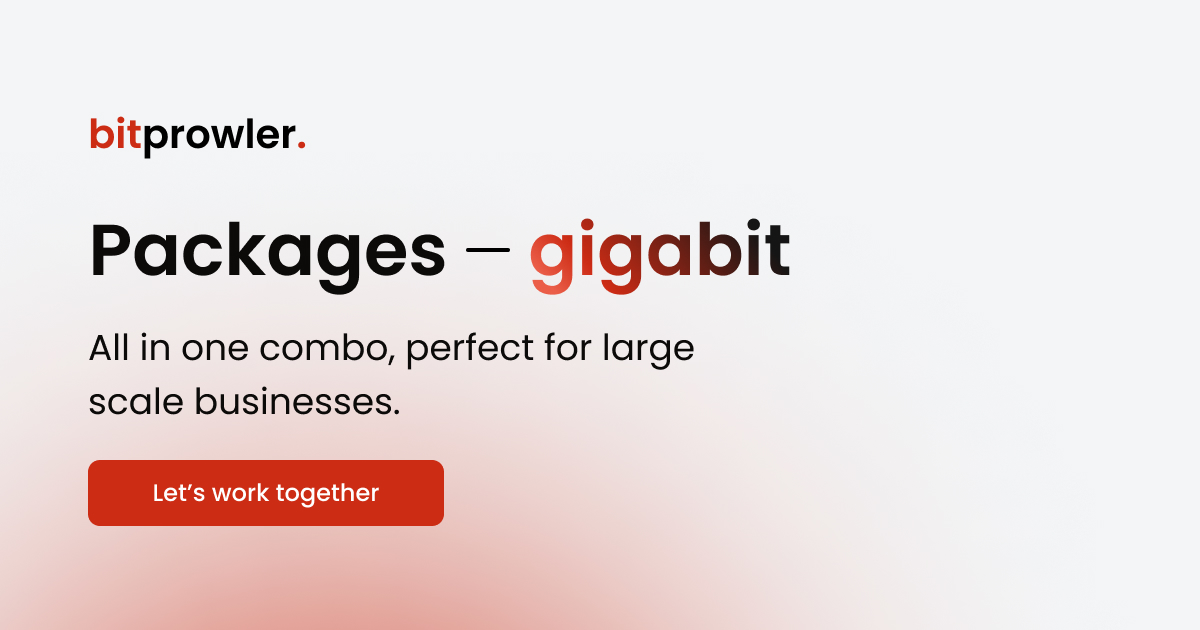 bitprowler.
Packages — gigabit
All in one combo, perfect for large
scale businesses.
Let’s work together